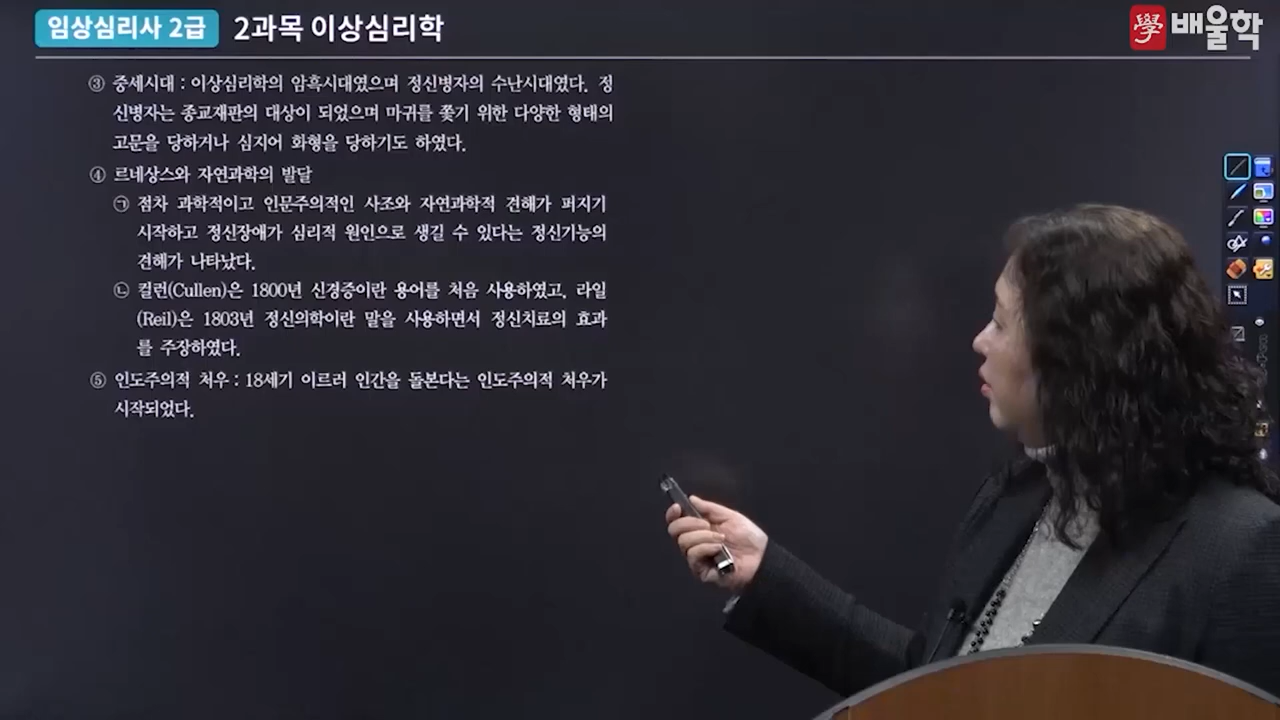 임상심리사 2급 2과목 이상심리학
學 배울학
③ 중세시대 : 이상심리학의 암흑시대였으며 정신병자의 수난시대였다. 정
신병자는 종교재판의 대상이 되었으며 마귀를 쫓기 위한 다양한 형태의
고문을 당하거나 심지어 화형을 당하기도 하였다.
④ 르네상스와 자연과학의 발달
㉠ 점차 과학적이고 인문주의적인 사조와 자연과학적 견해가 퍼지기
시작하고 정신장애가 심리적 원인으로 생길 수 있다는 정신기능의
견해가 나타났다.
㉡ 컬런(Cullen)은 1800년 신경증이란 용어를 처음 사용하였고, 라일
(Reil)은 1803년 정신의학이란 말을 사용하면서 정신치료의 효과
를 주장하였다.
⑤ 인도주의적 처우 : 18세기 이르러 인간을 돌본다는 인도주의적 처우가
시작되었다.